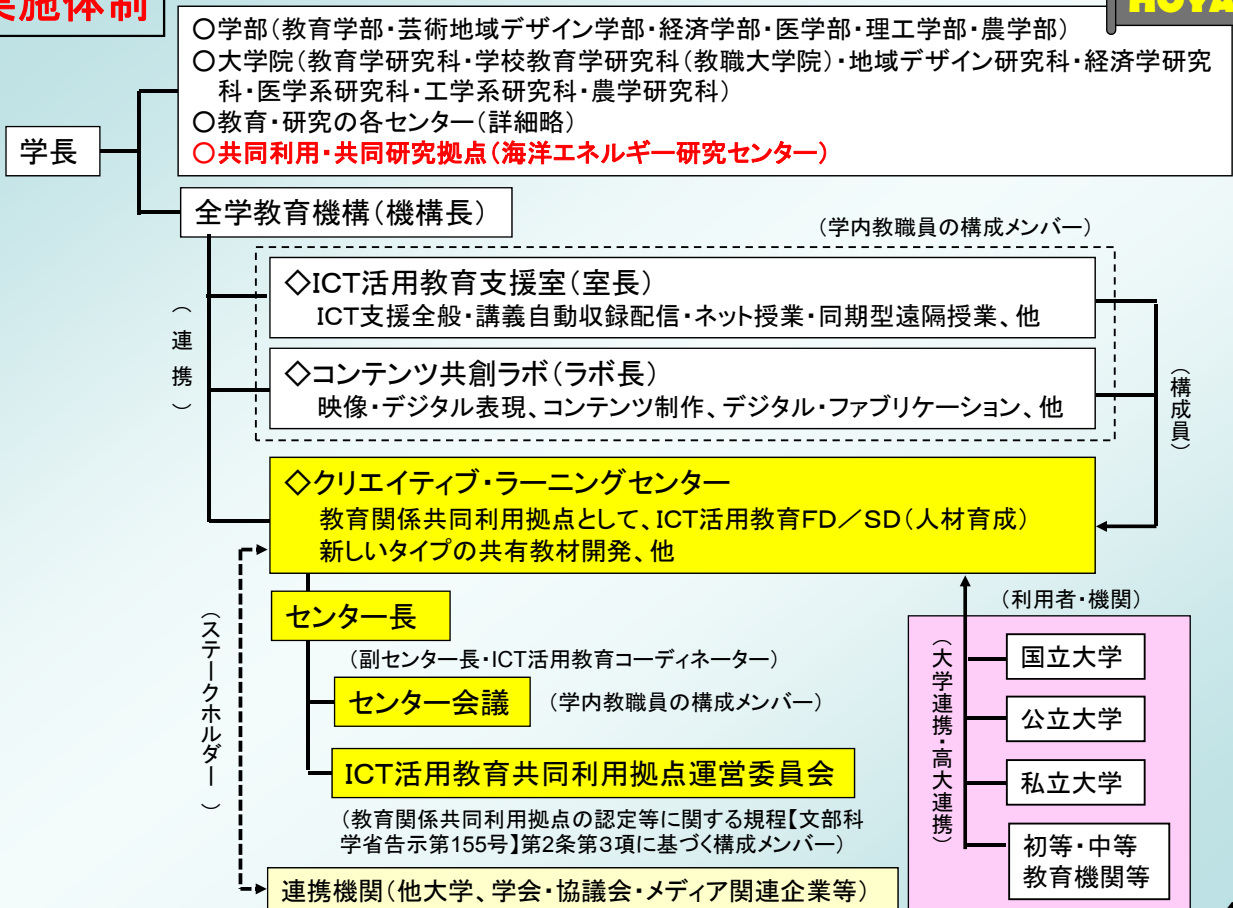 実施体制
HOYA
○学部(教育学部・芸術地域デザイン学部・経済学部・医学部・理工学部・農学部)
○大学院(教育学研究科・学校教育学研究科(教職大学院)・地域デザイン研究科・経済学研究
科・医学系研究科・工学系研究科・農学研究科)
○教育・研究の各センター(詳細略)
○共同利用・共同研究拠点(海洋エネルギー研究センター)
学長
全学教育機構(機構長)
(学内教職員の構成メンバー)
(連携)
◇ICT活用教育支援室(室長)
ICT支援全般・講義自動収録配信・ネット授業・同期型遠隔授業、他
◇コンテンツ共創ラボ(ラボ長)
映像・デジタル表現、コンテンツ制作、デジタル・ファブリケーション、他
(構成員)
◇クリエイティブ・ラーニングセンター
教育関係共同利用拠点として、ICT活用教育FD/SD(人材育成)
新しいタイプの共有教材開発、他
センター長
(副センター長・ICT活用教育コーディネーター)
センター会議
(学内教職員の構成メンバー)
ICT活用教育共同利用拠点運営委員会
(教育関係共同利用拠点の認定等に関する規程【文部科
学省告示第155号】第2条第3項に基づく構成メンバー)
(ステークホルダー)
連携機関(他大学、学会・協議会・メディア関連企業等)
(利用者・機関)
(大学連携・高大連携)
国立大学
公立大学
私立大学
初等・中等
教育機関等